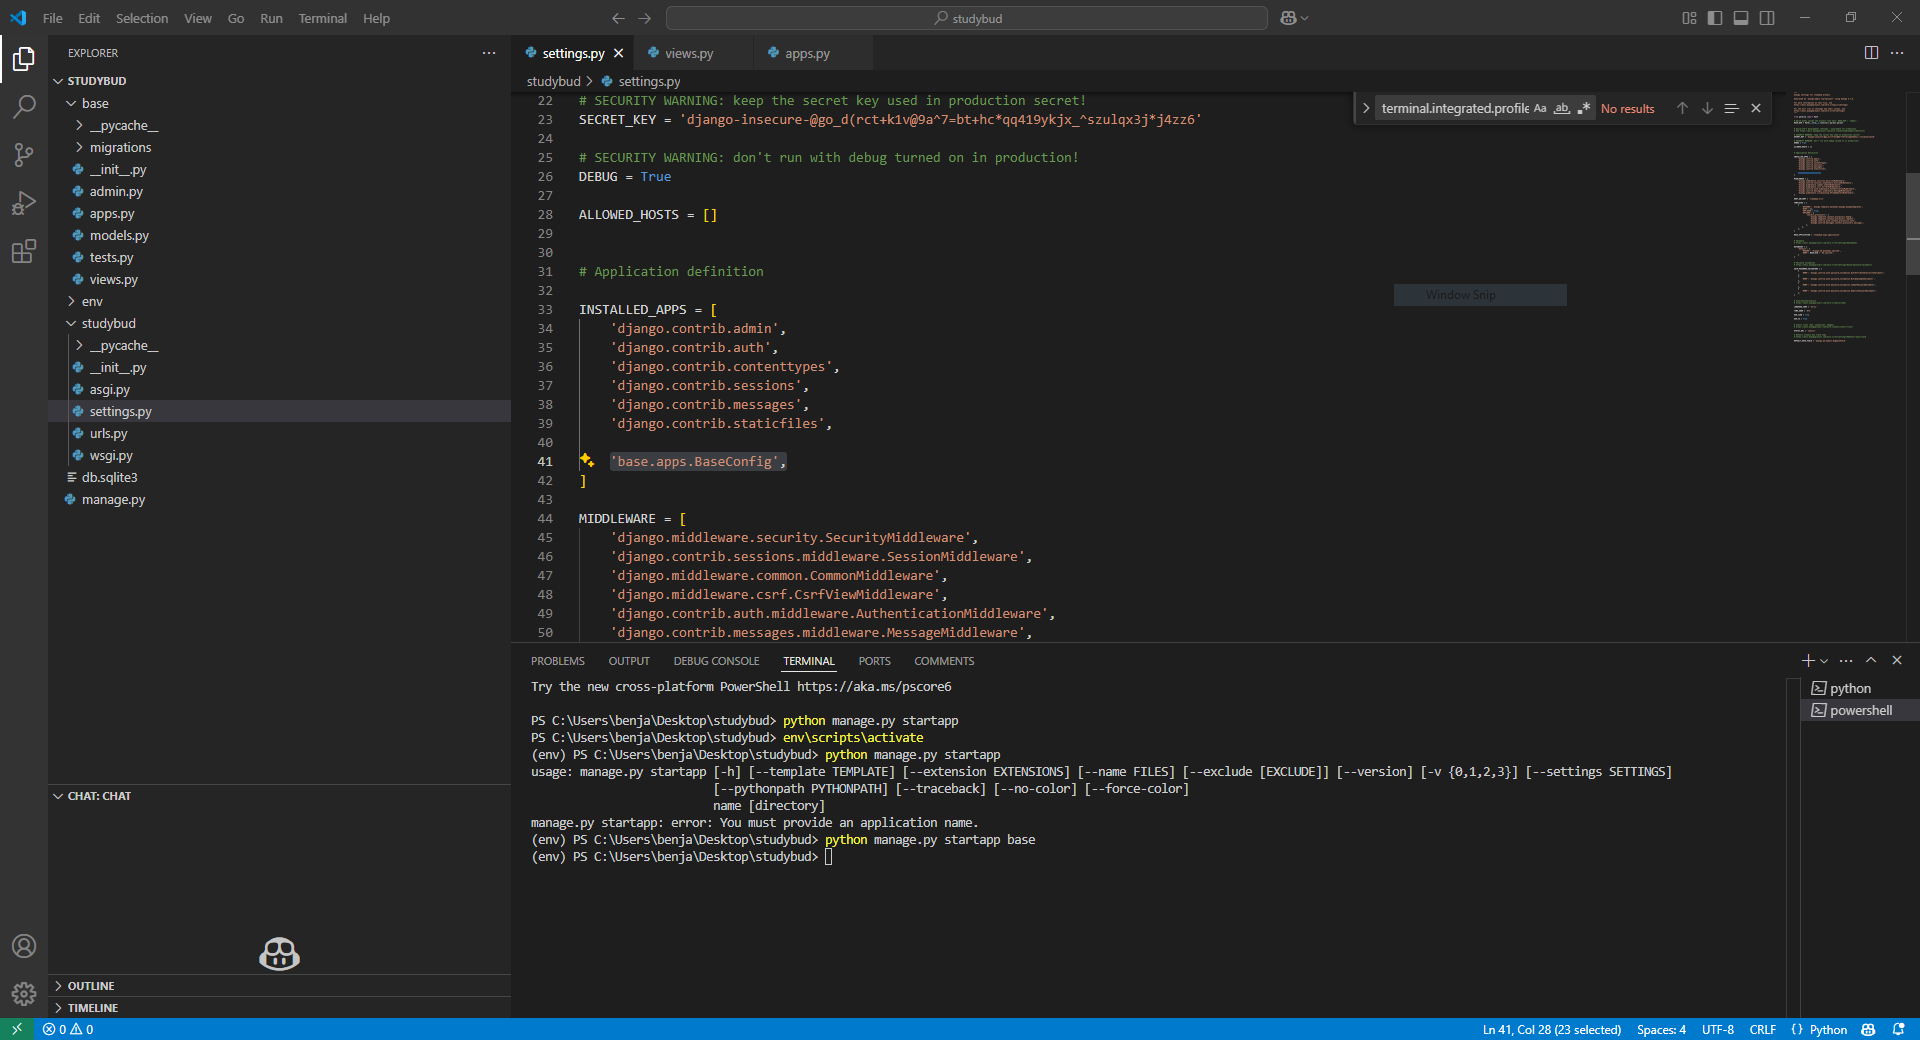 File Edit Selection View Go Run Terminal Help
studybud
EXPLORER
STUDYBUD
base
__pycache__
migrations
__init__.py
admin.py
apps.py
models.py
tests.py
views.py
env
studybud
__pycache__
__init__.py
asgi.py
settings.py
urls.py
wsgi.py
db.sqlite3
manage.py
CHAT: CHAT
OUTLINE
TIMELINE
settings.py views.py apps.py
studybud > settings.py
terminal.integrated.profile Aa ab .* No results
22 # SECURITY WARNING: keep the secret key used in production secret!
23 SECRET_KEY = 'django-insecure-@go_d(rct+k1v@9a^7=bt+hc*qq419ykjx_^szulqx3j*j4zz6'
24
25 # SECURITY WARNING: don't run with debug turned on in production!
26 DEBUG = True
27
28 ALLOWED_HOSTS = []
29
30
31 # Application definition
32
33 INSTALLED_APPS = [
34 'django.contrib.admin',
35 'django.contrib.auth',
36 'django.contrib.contenttypes',
37 'django.contrib.sessions',
38 'django.contrib.messages',
39 'django.contrib.staticfiles',
40
41 'base.apps.BaseConfig',
42 ]
43
44 MIDDLEWARE = [
45 'django.middleware.security.SecurityMiddleware',
46 'django.contrib.sessions.middleware.SessionMiddleware',
47 'django.middleware.common.CommonMiddleware',
48 'django.middleware.csrf.CsrfViewMiddleware',
49 'django.contrib.auth.middleware.AuthenticationMiddleware',
50 'django.contrib.messages.middleware.MessageMiddleware',
Window Snip
PROBLEMS OUTPUT DEBUG CONSOLE TERMINAL PORTS COMMENTS
Try the new cross-platform PowerShell https://aka.ms/pscore6
PS C:\Users\benja\Desktop\studybud> python manage.py startapp
PS C:\Users\benja\Desktop\studybud> env\scripts\activate
(env) PS C:\Users\benja\Desktop\studybud> python manage.py startapp
usage: manage.py startapp [-h] [--template TEMPLATE] [--extension EXTENSIONS] [--name FILES] [--exclude [EXCLUDE]] [--version] [-v {0,1,2,3}] [--settings SETTINGS]
[--pythonpath PYTHONPATH] [--traceback] [--no-color] [--force-color]
name [directory]
manage.py startapp: error: You must provide an application name.
(env) PS C:\Users\benja\Desktop\studybud> python manage.py startapp base
(env) PS C:\Users\benja\Desktop\studybud>
python
powershell
0 0
Ln 41, Col 28 (23 selected) Spaces: 4 UTF-8 CRLF {} Python